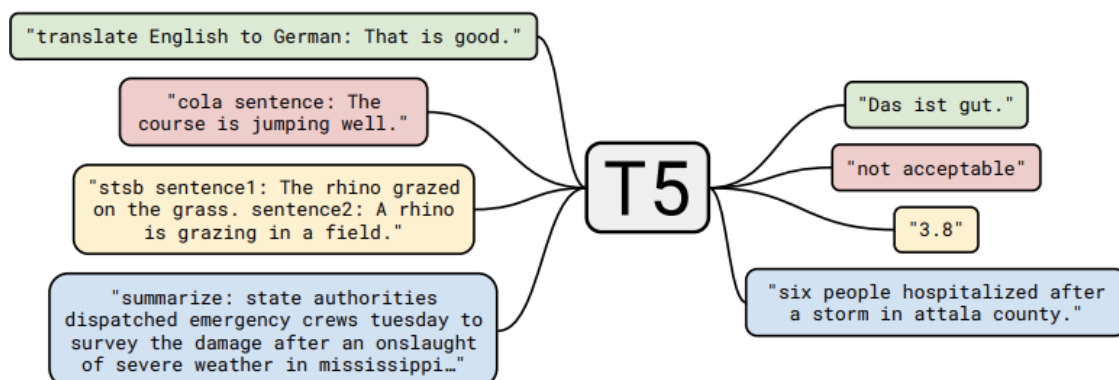 "translate English to German: That is good."
"cola sentence: The
course is jumping well."
"stsb sentence1: The rhino grazed
on the grass. sentence2: A rhino
is grazing in a field."
"summarize: state authorities
dispatched emergency crews tuesday to
survey the damage after an onslaught
of severe weather in mississippi…"
T5
"Das ist gut."
"not acceptable"
"3.8"
"six people hospitalized after
a storm in attala county."